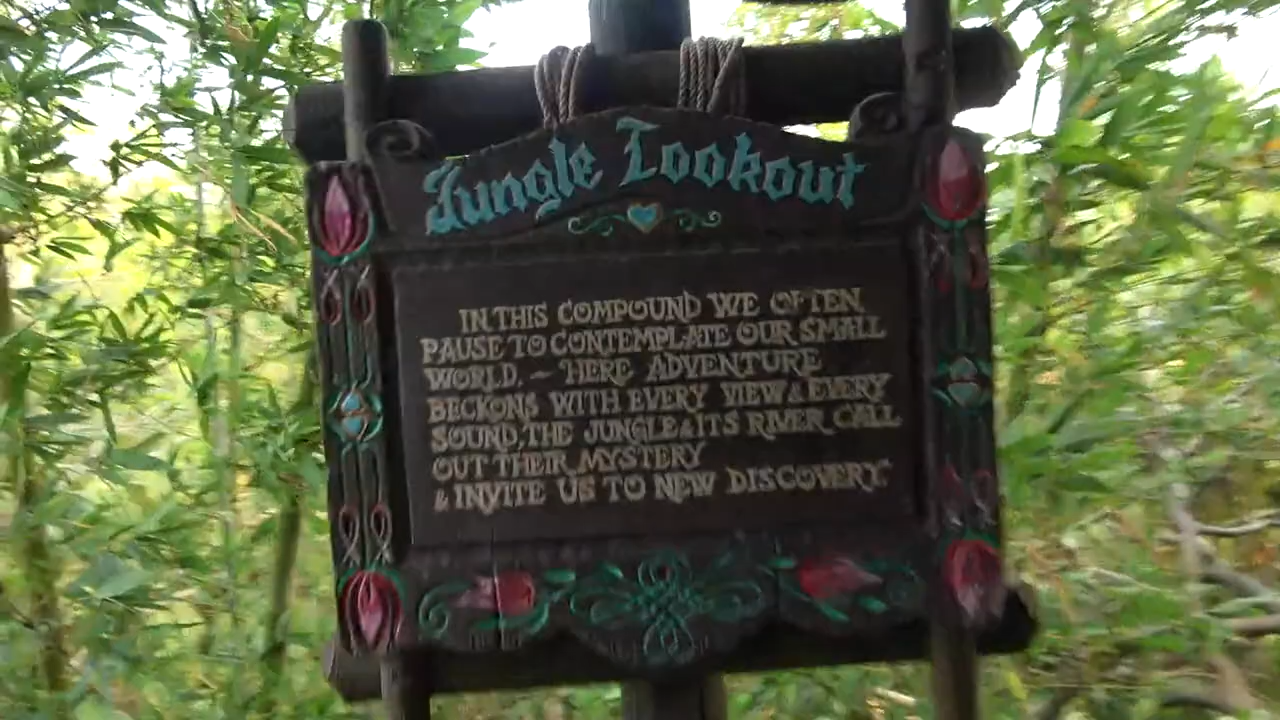 Jungle Lookout
IN THIS COMPOUND WE OFTEN
PAUSE TO CONTEMPLATE OUR SMALL
WORLD. — HERE ADVENTURE
BECKONS WITH EVERY VIEW & EVERY
SOUND, THE JUNGLE & ITS RIVER CALL
OUT THEIR MYSTERY
& INVITE US TO NEW DISCOVERY.